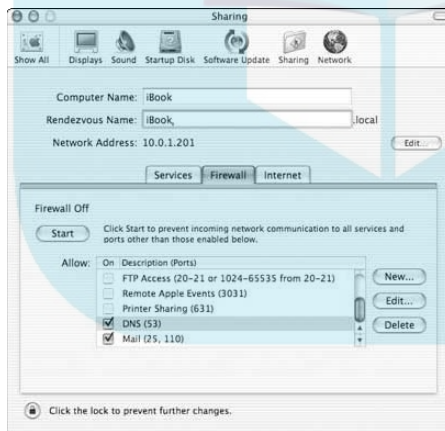 Sharing
Show All Displays Sound Startup Disk Software Update Sharing Network
Computer Name: iBook
Rendezvous Name: iBook, .local
Network Address: 10.0.1.201 Edit...
Services Firewall Internet
Firewall Off
Start Click Start to prevent incoming network communication to all services and
ports other than those enabled below.
Allow: On Description (Ports)
FTP Access (20-21 or 1024-65535 from 20-21) New...
Remote Apple Events (3031)
Printer Sharing (631) Edit...
DNS (53) Delete
Mail (25, 110)
Click the lock to prevent further changes.